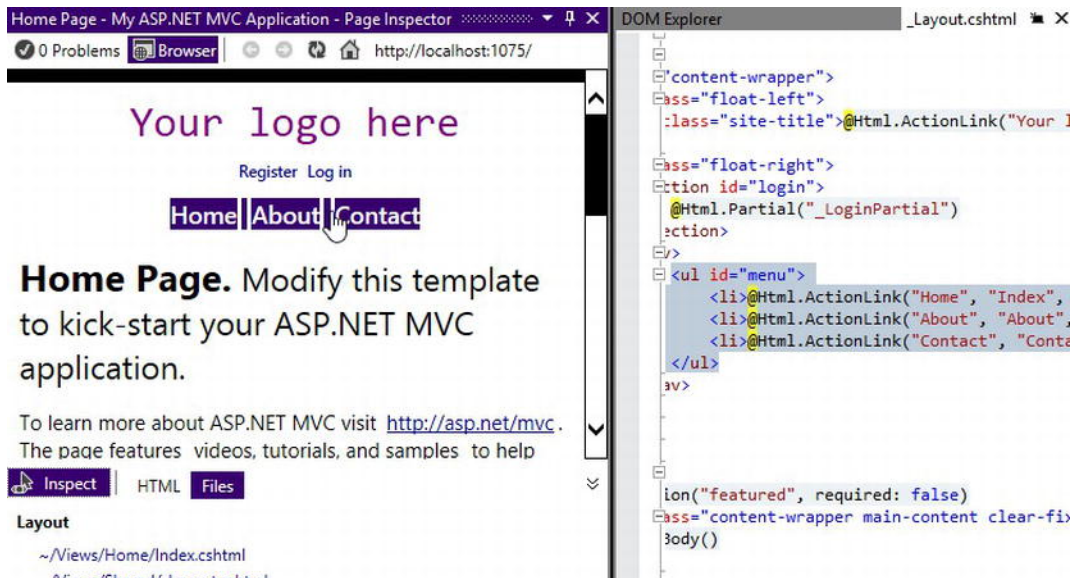 Home Page - My ASP.NET MVC Application - Page Inspector
0 Problems Browser http://localhost:1075/
Your logo here
Register Log in
Home About Contact
Home Page. Modify this template
to kick-start your ASP.NET MVC
application.
To learn more about ASP.NET MVC visit http://asp.net/mvc.
The page features videos, tutorials, and samples to help
Inspect HTML Files
Layout
~/Views/Home/Index.cshtml
DOM Explorer _Layout.cshtml
"content-wrapper">
ass="float-left">
class="site-title">@Html.ActionLink("Your
ass="float-right">
ction id="login">
@Html.Partial("_LoginPartial")
ection>
v>
<ul id="menu">
<li>@Html.ActionLink("Home", "Index",
<li>@Html.ActionLink("About", "About",
<li>@Html.ActionLink("Contact", "Conta
</ul>
av>
ion("featured", required: false)
ass="content-wrapper main-content clear-fix
Body()